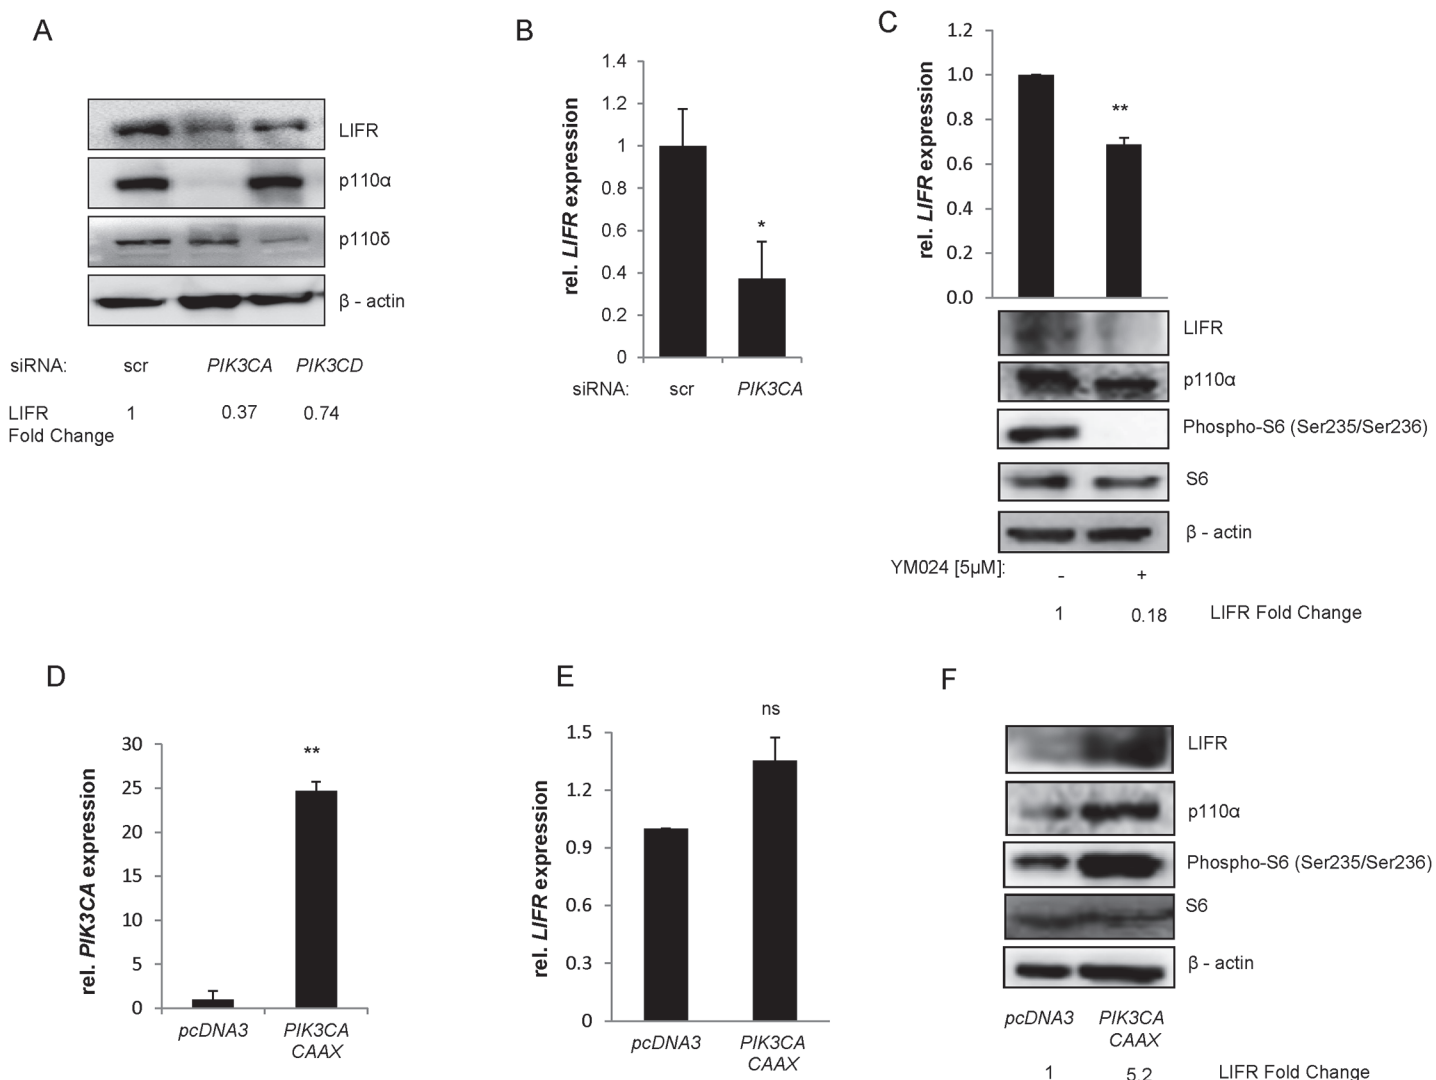 A
LIFR
p110α
p110δ
β - actin
siRNA: scr PIK3CA PIK3CD
LIFR
Fold Change 1 0.37 0.74
B
rel. LIFR expression
1.4
1.2
1
0.8
0.6
0.4
0.2
0
*
siRNA: scr PIK3CA
C
rel. LIFR expression
1.2
1.0
0.8
0.6
0.4
0.2
0.0
**
LIFR
p110α
Phospho-S6 (Ser235/Ser236)
S6
β - actin
YM024 [5µM]: - +
1 0.18 LIFR Fold Change
D
rel. PIK3CA expression
30
25
20
15
10
5
0
**
pcDNA3 PIK3CA
CAAX
E
rel. LIFR expression
1.5
1.2
0.9
0.6
0.3
0
ns
pcDNA3 PIK3CA
CAAX
F
LIFR
p110α
Phospho-S6 (Ser235/Ser236)
S6
β - actin
pcDNA3 PIK3CA
CAAX
1 5.2 LIFR Fold Change